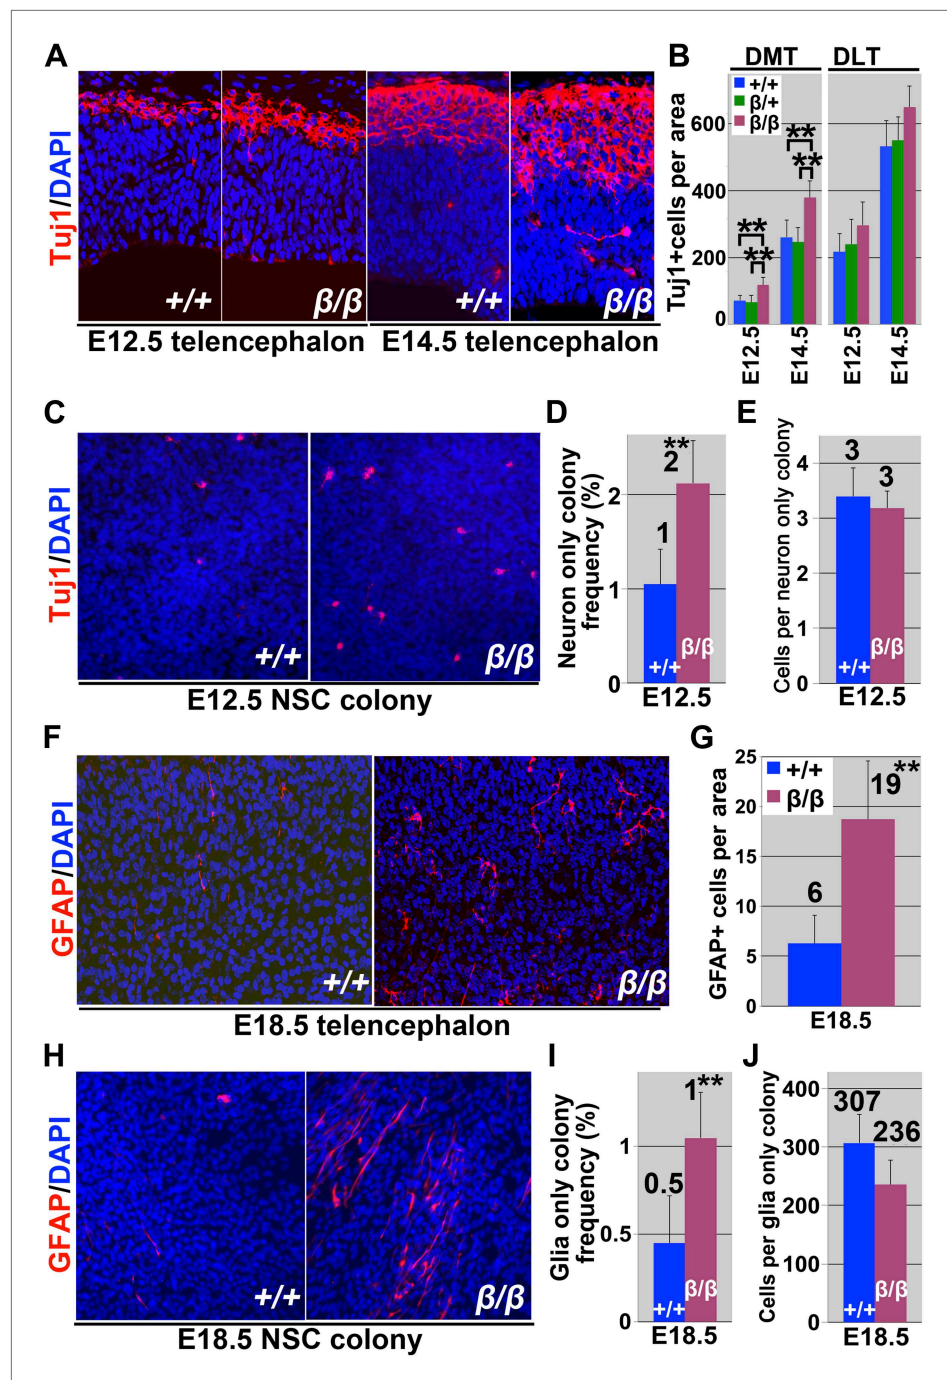 A
Tuj1/DAPI
+/+
β/β
+/+
β/β
E12.5 telencephalon
E14.5 telencephalon
B
DMT
DLT
+/+
β/+
β/β
Tuj1+cells per area
600
400
200
0
**
**
**
**
E12.5
E14.5
E12.5
E14.5
C
Tuj1/DAPI
+/+
β/β
E12.5 NSC colony
D
Neuron only colony
frequency (%)
2
1
0
1
**
2
+/+
β/β
E12.5
E
Cells per neuron only colony
4
3
2
1
0
3
3
+/+
β/β
E12.5
F
GFAP/DAPI
+/+
β/β
E18.5 telencephalon
G
+/+
β/β
GFAP+ cells per area
25
20
15
10
5
0
6
19**
E18.5
H
GFAP/DAPI
+/+
β/β
E18.5 NSC colony
I
Glia only colony
frequency (%)
1
0.5
0
0.5
1**
+/+
β/β
E18.5
J
Cells per glia only colony
400
300
200
100
0
307
236
+/+
β/β
E18.5